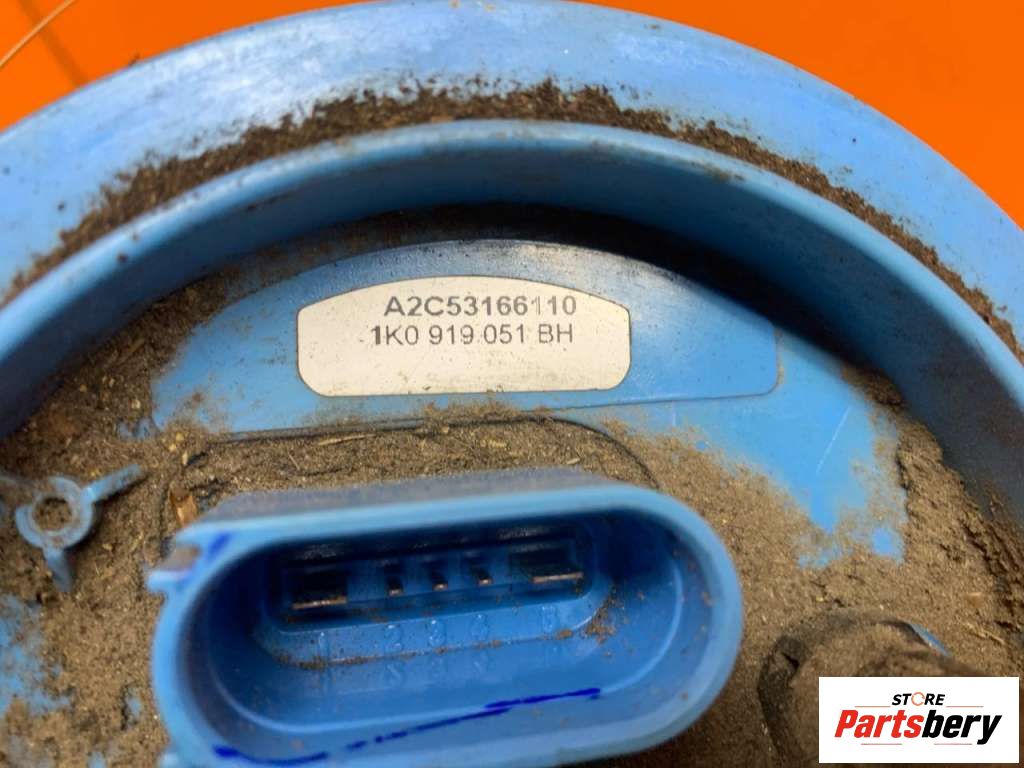 A2C53166110
1K0 919 051 BH
STORE
Partsbery